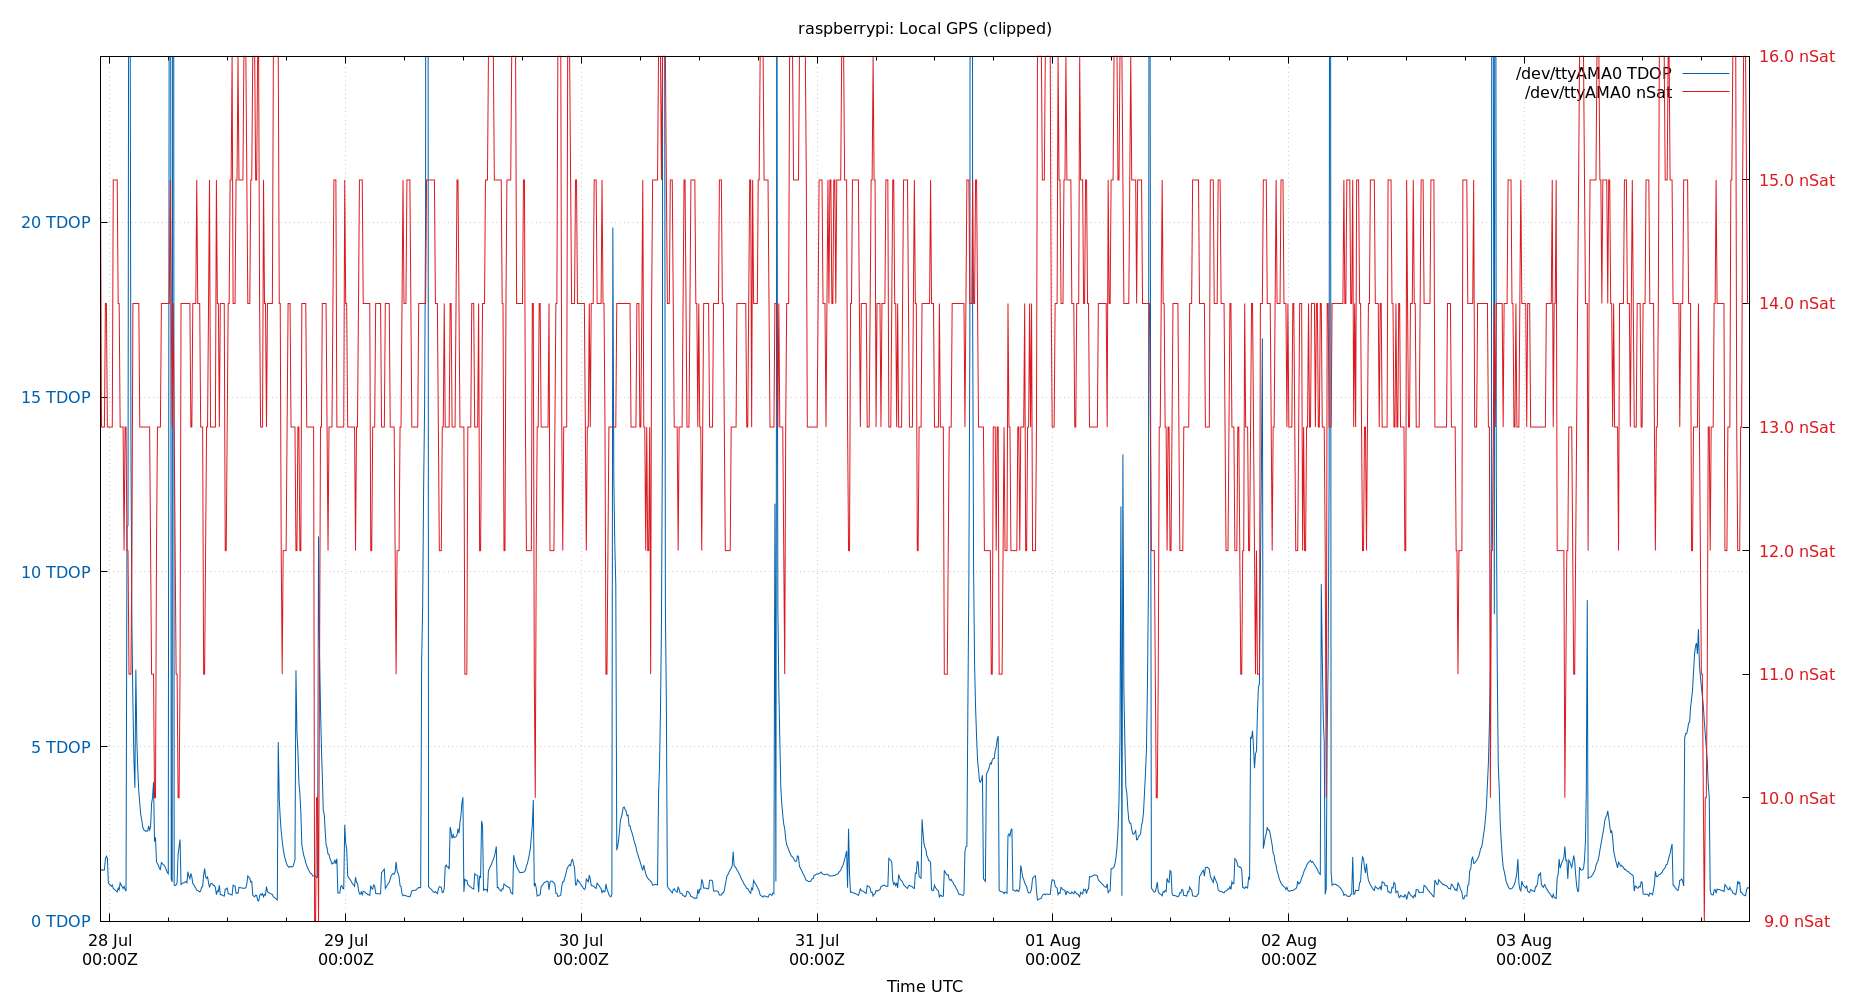 raspberrypi: Local GPS (clipped)
/dev/ttyAMA0 TDOP
/dev/ttyAMA0 nSat
20 TDOP
15 TDOP
10 TDOP
5 TDOP
0 TDOP
16.0 nSat
15.0 nSat
14.0 nSat
13.0 nSat
12.0 nSat
11.0 nSat
10.0 nSat
9.0 nSat
28 Jul
00:00Z
29 Jul
00:00Z
30 Jul
00:00Z
31 Jul
00:00Z
01 Aug
00:00Z
02 Aug
00:00Z
03 Aug
00:00Z
Time UTC